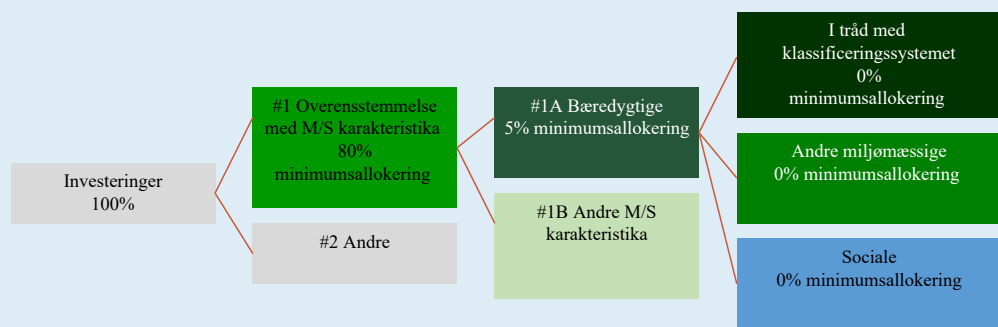 Investeringer
100%
#1 Overensstemmelse
med M/S karakteristika
80%
minimumsallokering
#2 Andre
#1A Bæredygtige
5% minimumsallokering
#1B Andre M/S
karakteristika
I tråd med
klassificeringssystemet
0%
minimumsallokering
Andre miljømæssige
0% minimumsallokering
Sociale
0% minimumsallokering